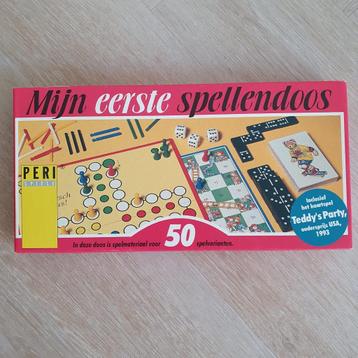 Mijn eerste spellendoos
PERI
SPIELE
Inclusief
het kaartspel
Teddy's Party,
oudersprijs USA,
1993
In deze doos is spelmateriaal voor 50 spelvarianten.